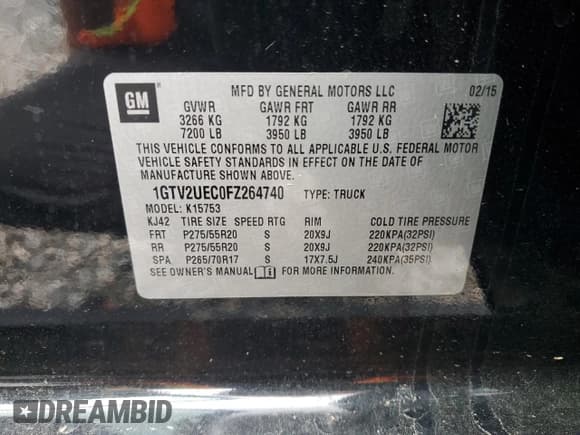 GM
MFD BY GENERAL MOTORS LLC 02/15
GVWR GAWR FRT GAWR RR
3266 KG 1792 KG 1792 KG
7200 LB 3950 LB 3950 LB
THIS VEHICLE CONFORMS TO ALL APPLICABLE U.S. FEDERAL MOTOR
VEHICLE SAFETY STANDARDS IN EFFECT ON THE DATE OF
MANUFACTURE SHOWN ABOVE.
1GTV2UEC0FZ264740 TYPE: TRUCK
MODEL: K15753
KJ42 TIRE SIZE SPEED RTG RIM COLD TIRE PRESSURE
FRT P275/55R20 S 20X9J 220KPA(32PSI)
RR P275/55R20 S 20X9J 220KPA(32PSI)
SPA P265/70R17 S 17X7.5J 240KPA(35PSI)
SEE OWNER'S MANUAL FOR MORE INFORMATION.
DREAMBID